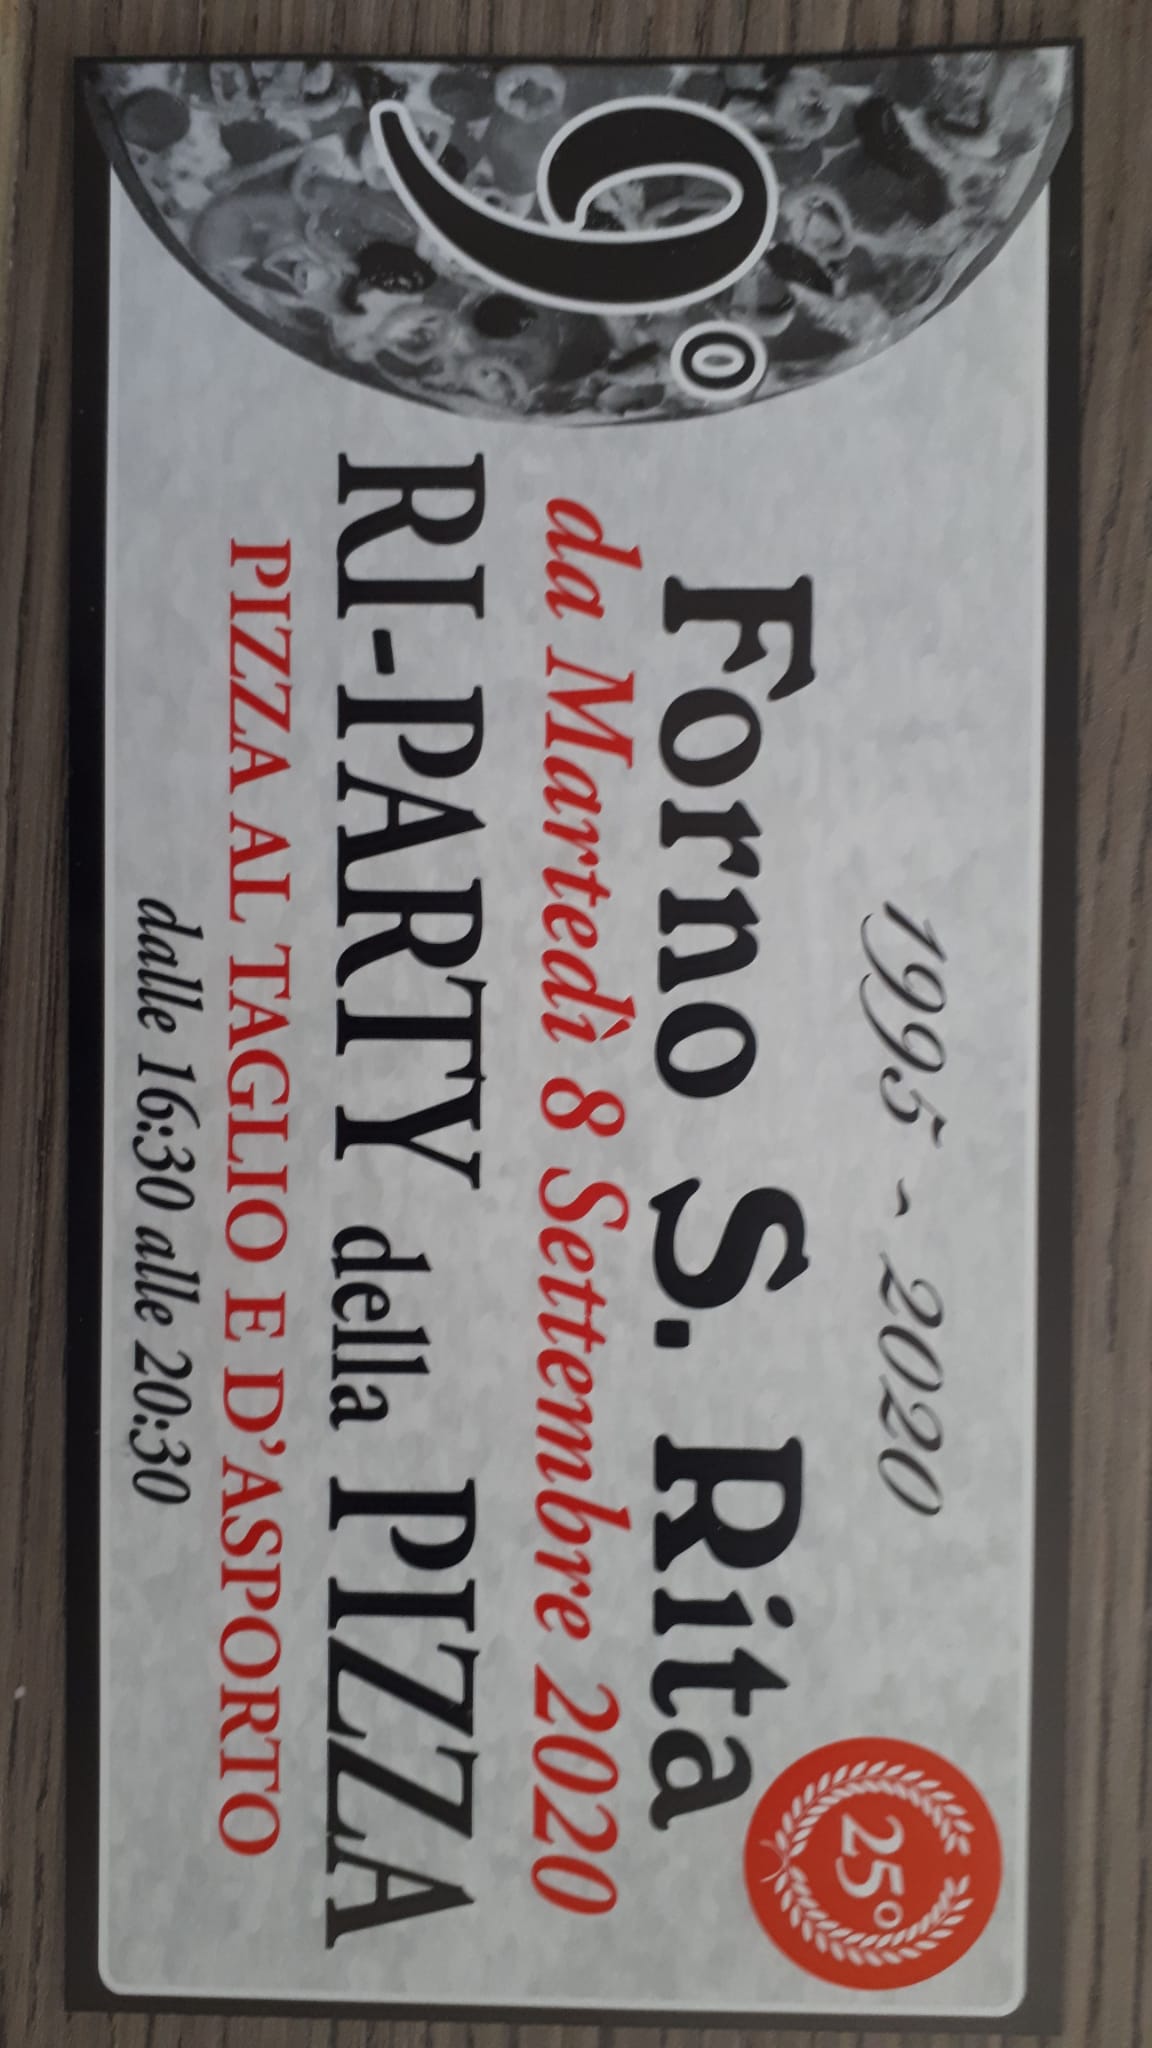 1995 - 2020
25°
9°
Forno S. Rita
da Martedì 8 Settembre 2020
RI-PARTY della PIZZA
PIZZA AL TAGLIO E D'ASPORTO
dalle 16:30 alle 20:30